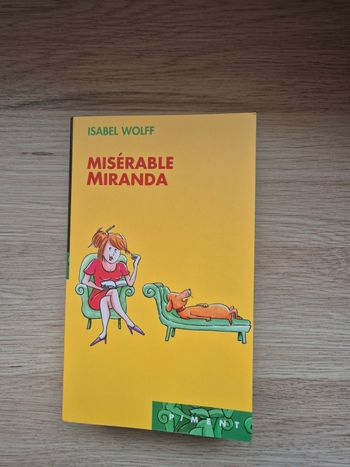 ISABEL WOLFF
MISÉRABLE
MIRANDA
PIMENT